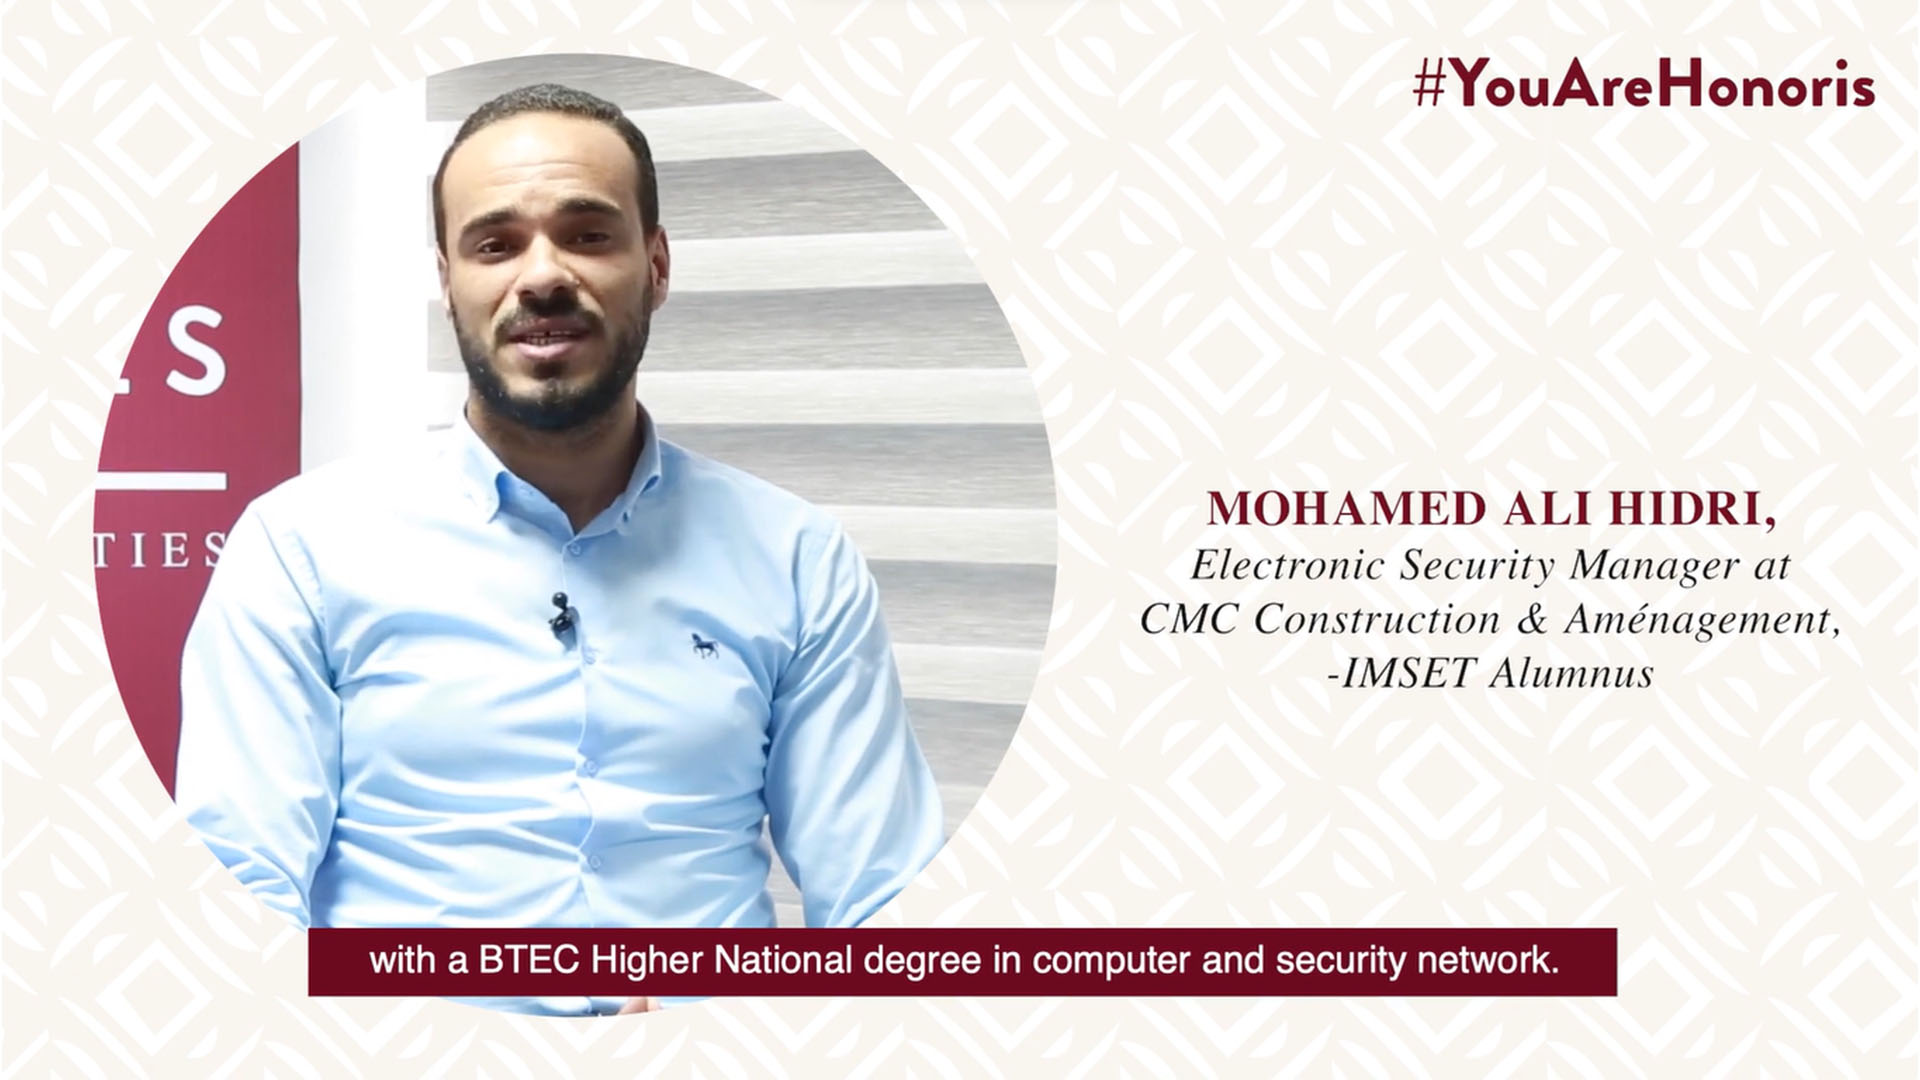 #YouAreHonoris
S
TIES
MOHAMED ALI HIDRI,
Electronic Security Manager at
CMC Construction & Aménagement,
-IMSET Alumnus
with a BTEC Higher National degree in computer and security network.